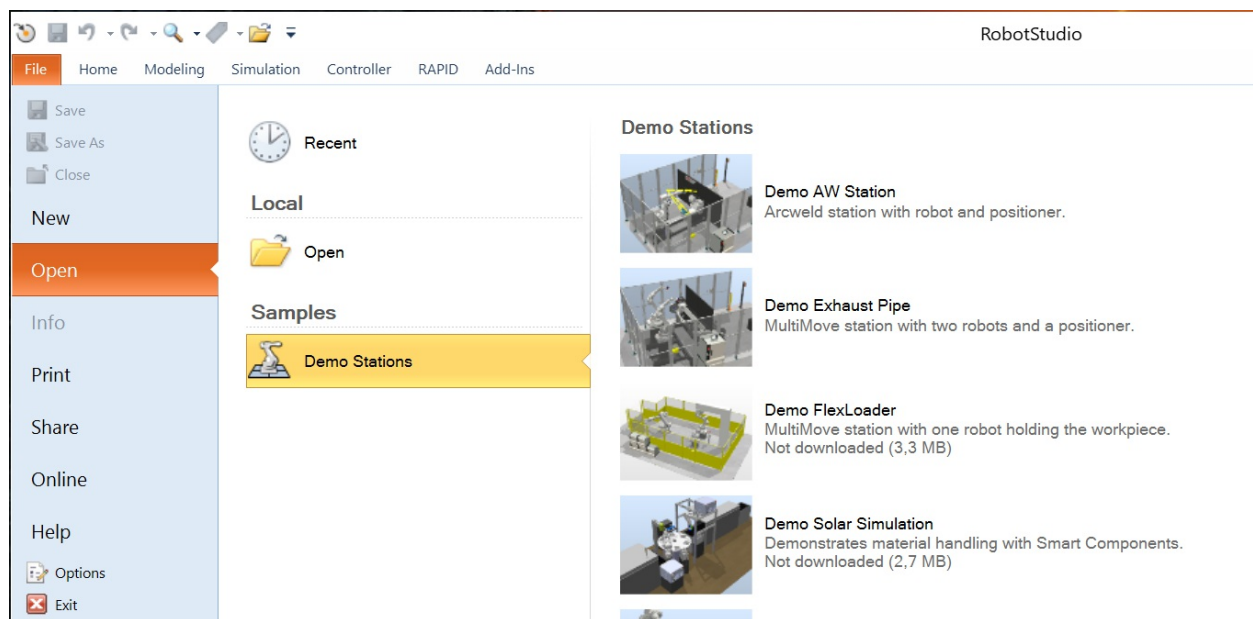 RobotStudio
File Home Modeling Simulation Controller RAPID Add-Ins
Save
Save As
Close
New
Open
Info
Print
Share
Online
Help
Options
Exit
Recent
Local
Open
Samples
Demo Stations
Demo Stations
Demo AW Station
Arcweld station with robot and positioner.
Demo Exhaust Pipe
MultiMove station with two robots and a positioner.
Demo FlexLoader
MultiMove station with one robot holding the workpiece.
Not downloaded (3,3 MB)
Demo Solar Simulation
Demonstrates material handling with Smart Components.
Not downloaded (2,7 MB)